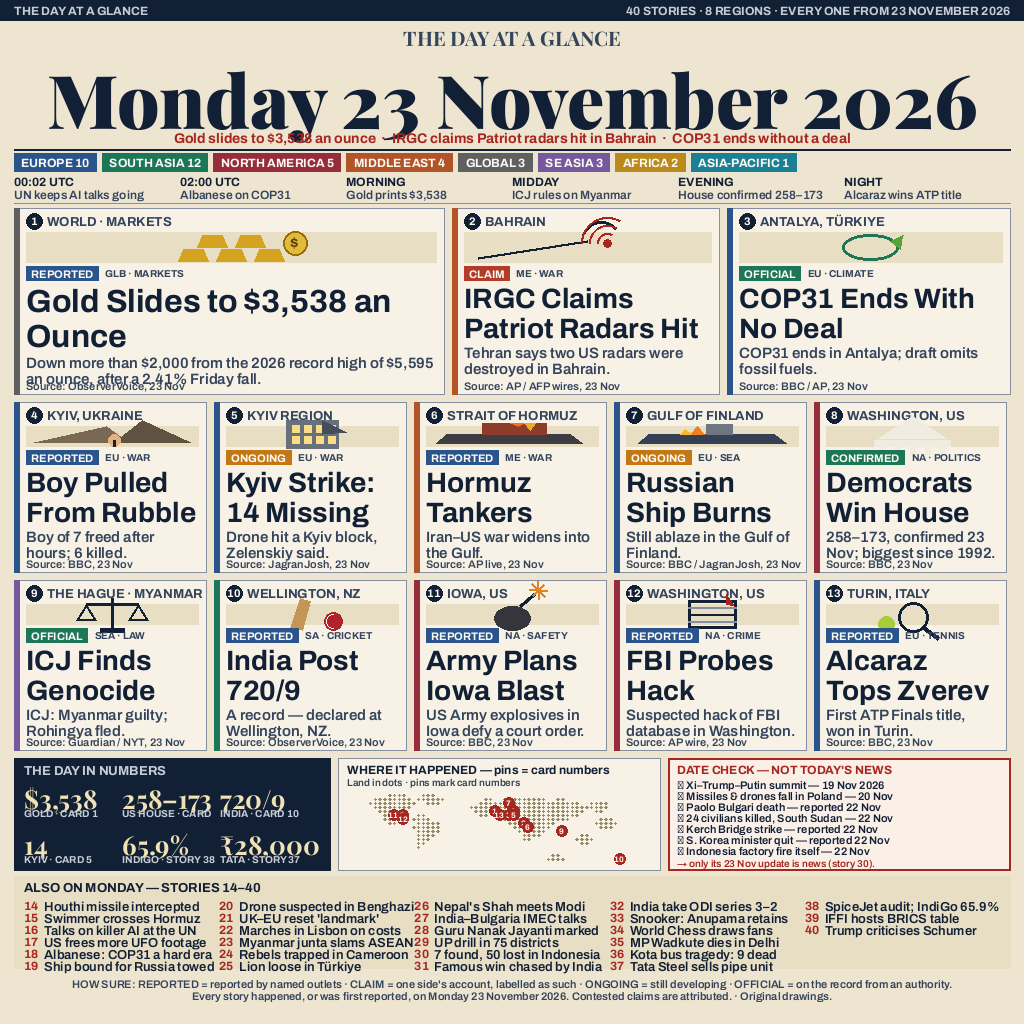 THE DAY AT A GLANCE
40 STORIES · 8 REGIONS · EVERY ONE FROM 23 NOVEMBER 2026
THE DAY AT A GLANCE
Monday 23 November 2026
Gold slides to $3,538 an ounce · IRGC claims Patriot radars hit in Bahrain · COP31 ends without a deal
EUROPE 10 SOUTH ASIA 12 NORTH AMERICA 5 MIDDLE EAST 4 GLOBAL 3 SE ASIA 3 AFRICA 2 ASIA-PACIFIC 1
00:02 UTC
UN keeps AI talks going
02:00 UTC
Albanese on COP31
MORNING
Gold prints $3,538
MIDDAY
ICJ rules on Myanmar
EVENING
House confirmed 258–173
NIGHT
Alcaraz wins ATP title
1 WORLD · MARKETS
$
REPORTED GLB · MARKETS
Gold Slides to $3,538 an
Ounce
Down more than $2,000 from the 2026 record high of $5,595
an ounce, after a 2.41% Friday fall.
Source: ObserverVoice, 23 Nov
2 BAHRAIN
CLAIM ME · WAR
IRGC Claims
Patriot Radars Hit
Tehran says two US radars were
destroyed in Bahrain.
Source: AP / AFP wires, 23 Nov
3 ANTALYA, TÜRKIYE
OFFICIAL EU · CLIMATE
COP31 Ends With
No Deal
COP31 ends in Antalya; draft omits
fossil fuels.
Source: BBC / AP, 23 Nov
4 KYIV, UKRAINE
REPORTED EU · WAR
Boy Pulled
From Rubble
Boy of 7 freed after
hours; 6 killed.
Source: BBC, 23 Nov
5 KYIV REGION
ONGOING EU · WAR
Kyiv Strike:
14 Missing
Drone hit a Kyiv block,
Zelenskiy said.
Source: JagranJosh, 23 Nov
6 STRAIT OF HORMUZ
REPORTED ME · WAR
Hormuz
Tankers
Iran–US war widens into
the Gulf.
Source: AP live, 23 Nov
7 GULF OF FINLAND
ONGOING EU · SEA
Russian
Ship Burns
Still ablaze in the Gulf of
Finland.
Source: BBC / JagranJosh, 23 Nov
8 WASHINGTON, US
CONFIRMED NA · POLITICS
Democrats
Win House
258–173, confirmed 23
Nov; biggest since 1992.
Source: BBC, 23 Nov
9 THE HAGUE · MYANMAR
OFFICIAL SEA · LAW
ICJ Finds
Genocide
ICJ: Myanmar guilty;
Rohingya fled.
Source: Guardian / NYT, 23 Nov
10 WELLINGTON, NZ
REPORTED SA · CRICKET
India Post
720/9
A record — declared at
Wellington, NZ.
Source: ObserverVoice, 23 Nov
11 IOWA, US
REPORTED NA · SAFETY
Army Plans
Iowa Blast
US Army explosives in
Iowa defy a court order.
Source: BBC, 23 Nov
12 WASHINGTON, US
REPORTED NA · CRIME
FBI Probes
Hack
Suspected hack of FBI
database in Washington.
Source: AP wire, 23 Nov
13 TURIN, ITALY
REPORTED EU · TENNIS
Alcaraz
Tops Zverev
First ATP Finals title,
won in Turin.
Source: BBC, 23 Nov
THE DAY IN NUMBERS
$3,538 258–173 720/9
GOLD · CARD 1 US HOUSE · CARD INDIA · CARD 10
14 65.9% ₹28,000
KYIV · CARD 5 INDIGO · STORY 38 TATA · STORY 37
WHERE IT HAPPENED — pins = card numbers
Land in dots · pins mark card numbers
12 13 5 7 6 9 10
DATE CHECK — NOT TODAY'S NEWS
Xi–Trump–Putin summit — 19 Nov 2026
Missiles & drones fall in Poland — 20 Nov
Paolo Bulgari death — reported 22 Nov
24 civilians killed, South Sudan — 22 Nov
Kerch Bridge strike — reported 22 Nov
S. Korea minister quit — reported 22 Nov
Indonesia factory fire itself — 22 Nov
→ only its 23 Nov update is news (story 30).
ALSO ON MONDAY — STORIES 14–40
14 Houthi missile intercepted
15 Swimmer crosses Hormuz
16 Talks on killer AI at the UN
17 US frees more UFO footage
18 Albanese: COP31 a hard era
19 Ship bound for Russia towed
20 Drone suspected in Benghazi
21 UK–EU reset 'landmark'
22 Marches in Lisbon on costs
23 Myanmar junta slams ASEAN
24 Rebels trapped in Cameroon
25 Lion loose in Türkiye
26 Nepal's Shah meets Modi
27 India–Bulgaria IMEC talks
28 Guru Nanak Jayanti marked
29 UP drill in 75 districts
30 7 found, 50 lost in Indonesia
31 Famous win chased by India
32 India take ODI series 3–2
33 Snooker: Anupama retains
34 World Chess draws fans
35 MP Wadkute dies in Delhi
36 Kota bus tragedy: 9 dead
37 Tata Steel sells pipe unit
38 SpiceJet audit; IndiGo 65.9%
39 IFFI hosts BRICS table
40 Trump criticises Schumer
HOW SURE: REPORTED = reported by named outlets · CLAIM = one side's account, labelled as such · ONGOING = still developing · OFFICIAL = on the record from an authority.
Every story happened, or was first reported, on Monday 23 November 2026. Contested claims are attributed. · Original drawings.